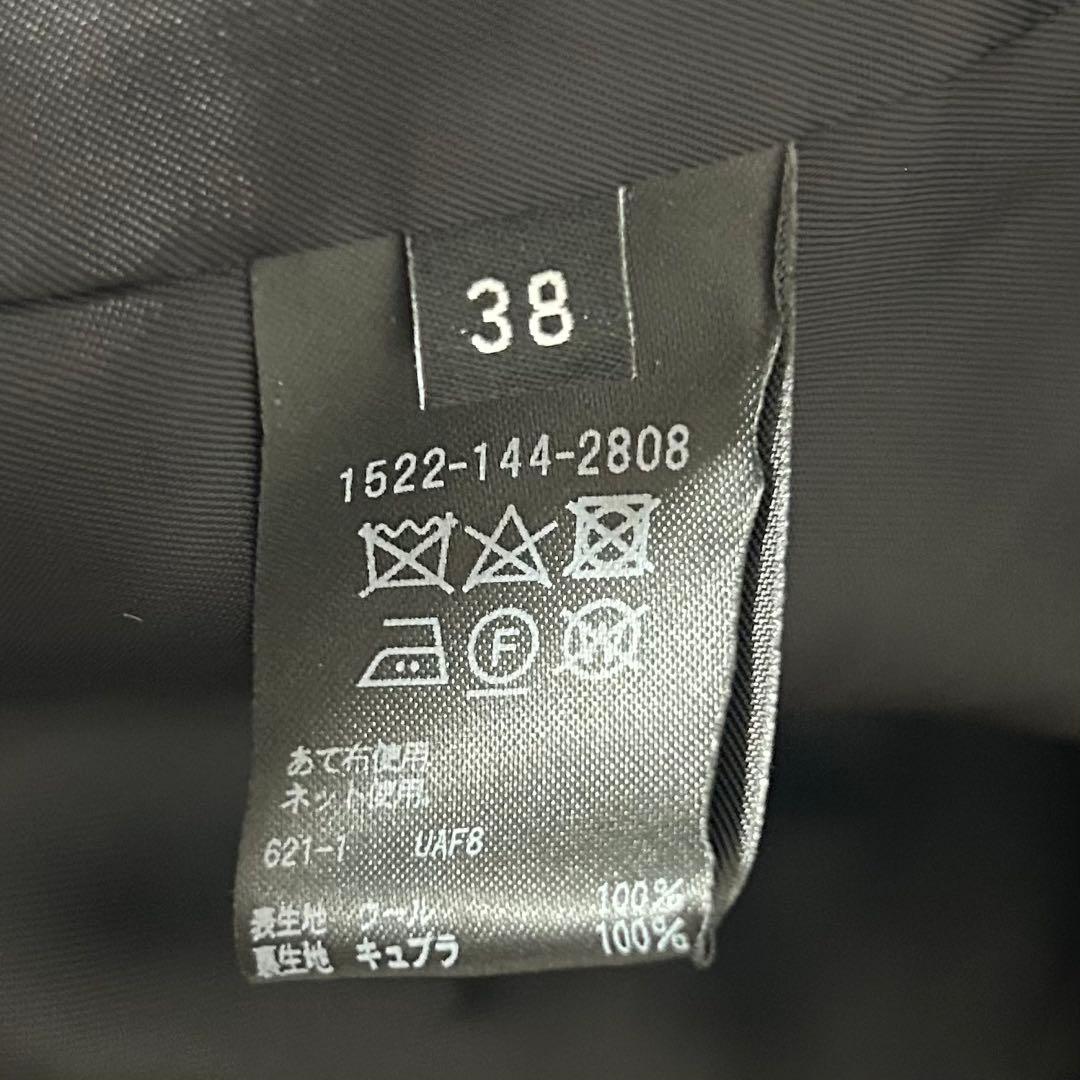 38
1522-144-2808
F
W
あて布使用
ネット使用。
621-1 UAF8
表生地 ウール 100%
裏生地 キュプラ 100%